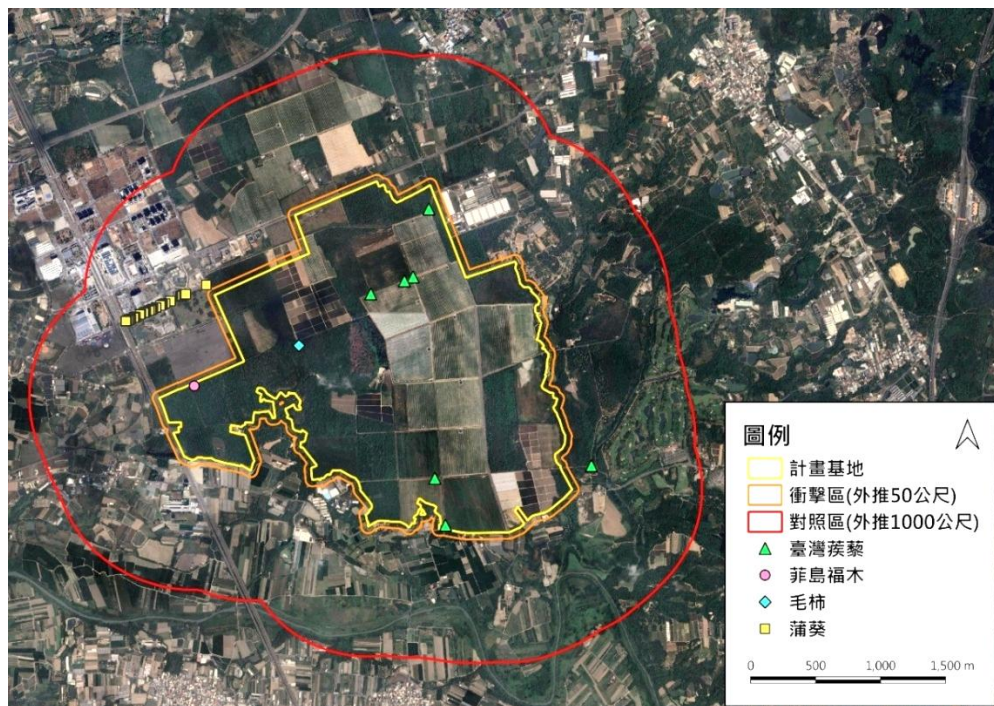 圖例
計畫基地
衝擊區(外推50公尺)
對照區(外推1000公尺)
臺灣蒺藜
菲島福木
毛柿
蒲葵
0 500 1,000 1,500 m